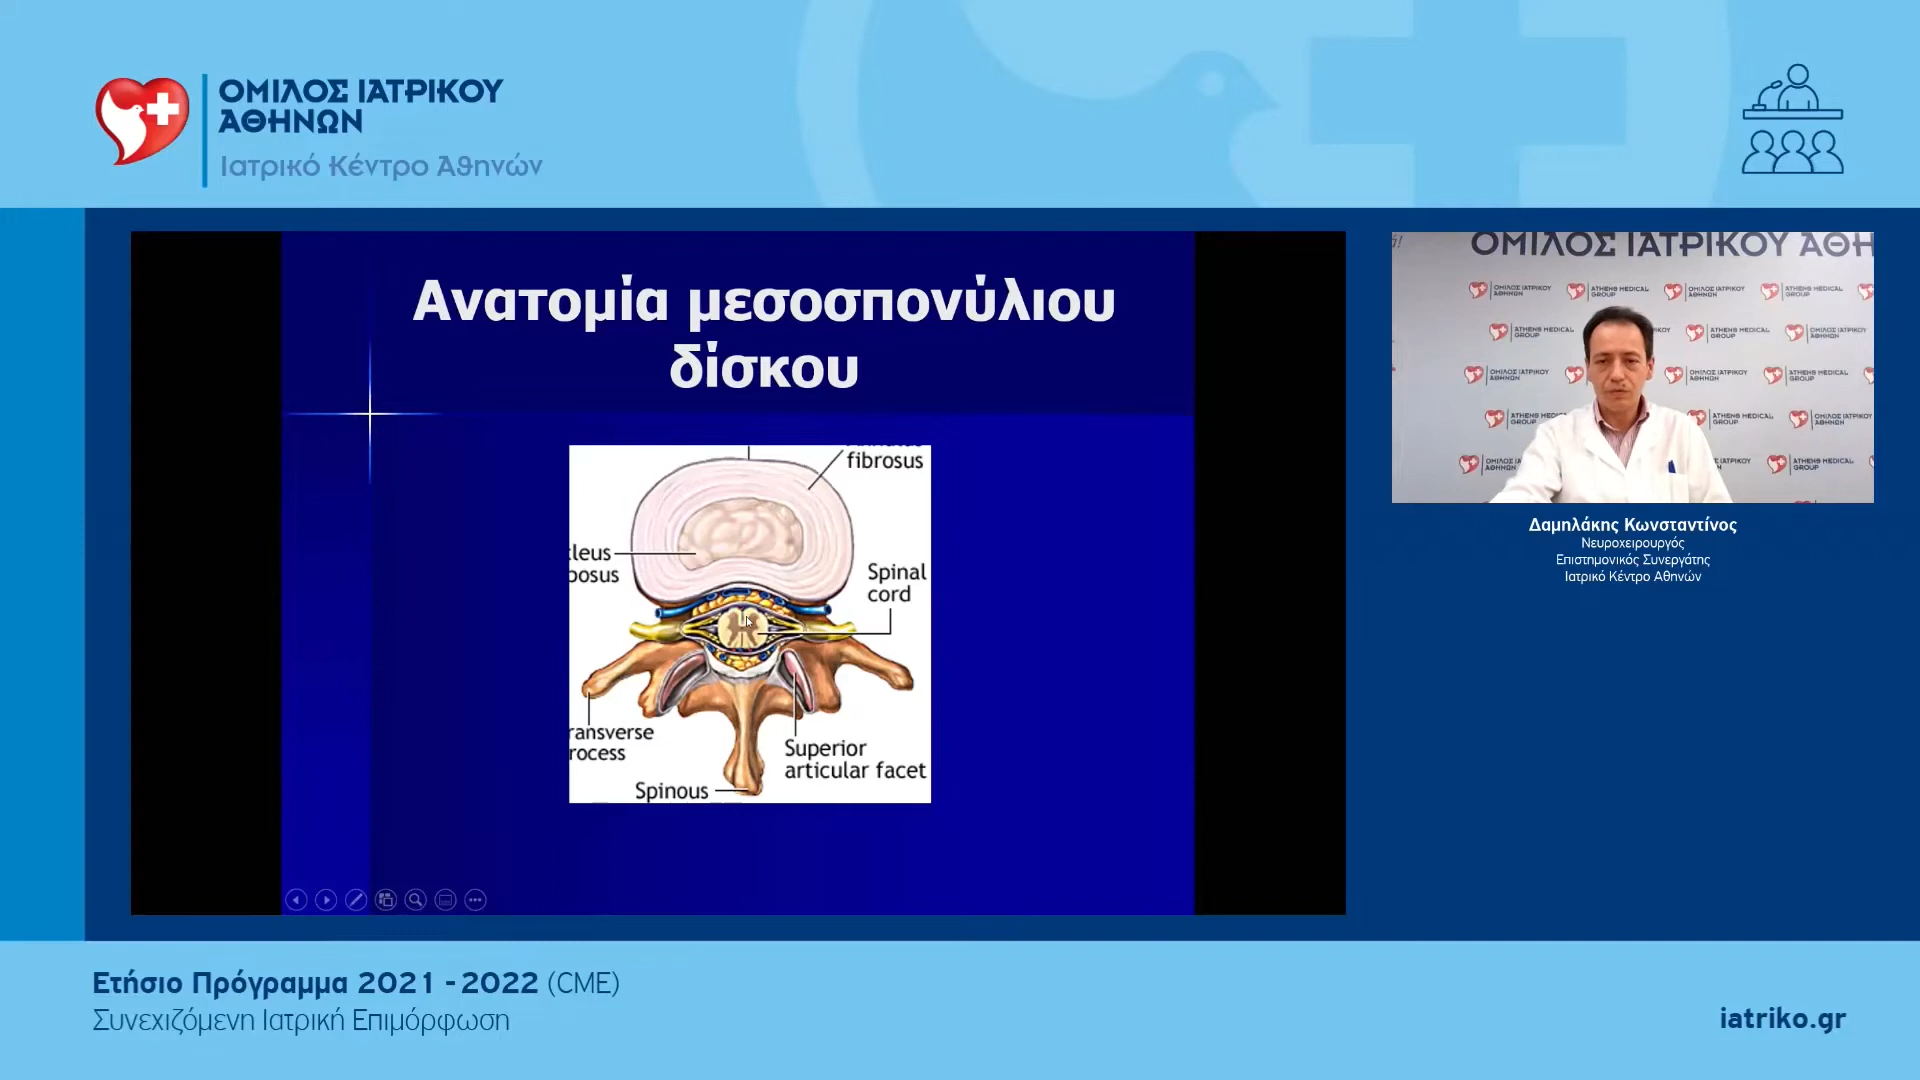 ΟΜΙΛΟΣ ΙΑΤΡΙΚΟΥ
ΑΘΗΝΩΝ
Ιατρικό Κέντρο Αθηνών
Ανατομία μεσοσπονύλιου
δίσκου
fibrosus
cleus
posus
Spinal
cord
ransverse
rocess
Superior
articular facet
Spinous
ΟΜΙΛΟΣ ΙΑΤΡΙΚΟΥ ΑΘΗ
Δαμηλάκης Κωνσταντίνος
Νευροχειρουργός
Επιστημονικός Συνεργάτης
Ιατρικό Κέντρο Αθηνών
Ετήσιο Πρόγραμμα 2021 - 2022 (CME)
Συνεχιζόμενη Ιατρική Επιμόρφωση
iatriko.gr